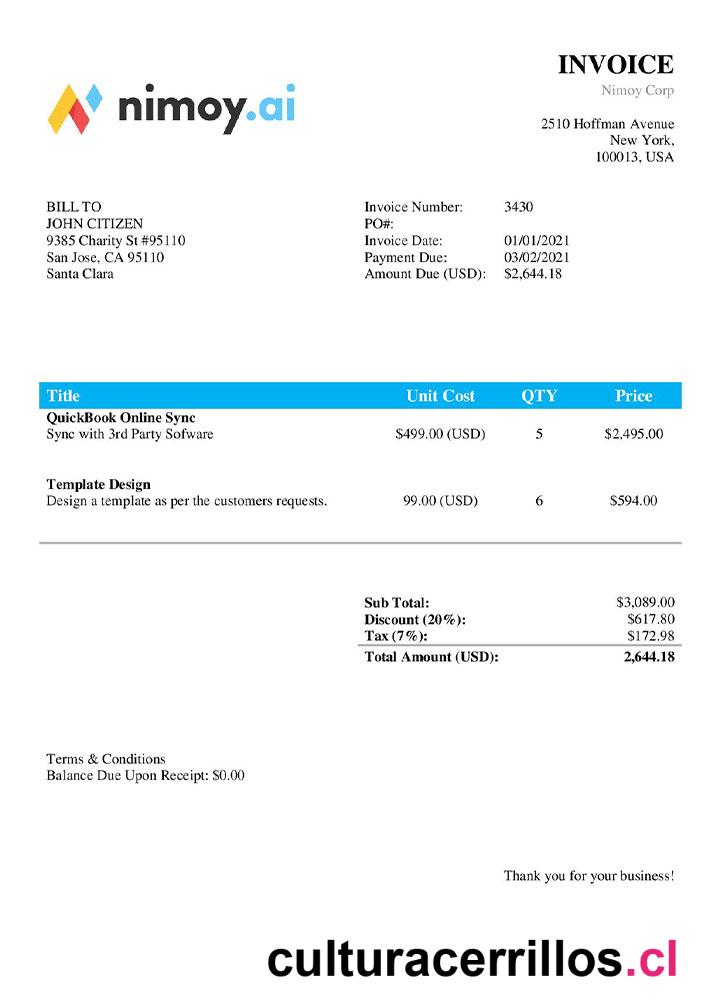 INVOICE
Nimoy Corp
nimoy.ai
2510 Hoffman Avenue
New York,
100013, USA
BILL TO
JOHN CITIZEN
9385 Charity St #95110
San Jose, CA 95110
Santa Clara
Invoice Number: 3430
PO#:
Invoice Date: 01/01/2021
Payment Due: 03/02/2021
Amount Due (USD): $2,644.18
Title Unit Cost QTY Price
QuickBook Online Sync
Sync with 3rd Party Sofware $499.00 (USD) 5 $2,495.00
Template Design
Design a template as per the customers requests. 99.00 (USD) 6 $594.00
Sub Total: $3,089.00
Discount (20%): $617.80
Tax (7%): $172.98
Total Amount (USD): 2,644.18
Terms & Conditions
Balance Due Upon Receipt: $0.00
Thank you for your business!
culturacerrillos.cl